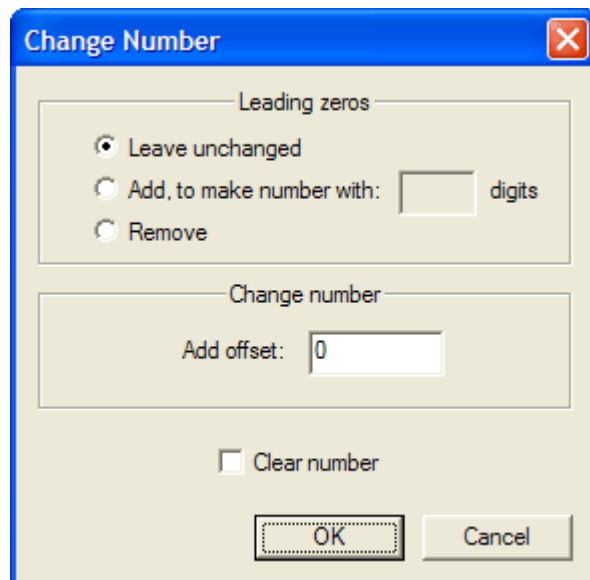 Change Number
Leading zeros
Leave unchanged
Add, to make number with: digits
Remove
Change number
Add offset: 0
Clear number
OK Cancel